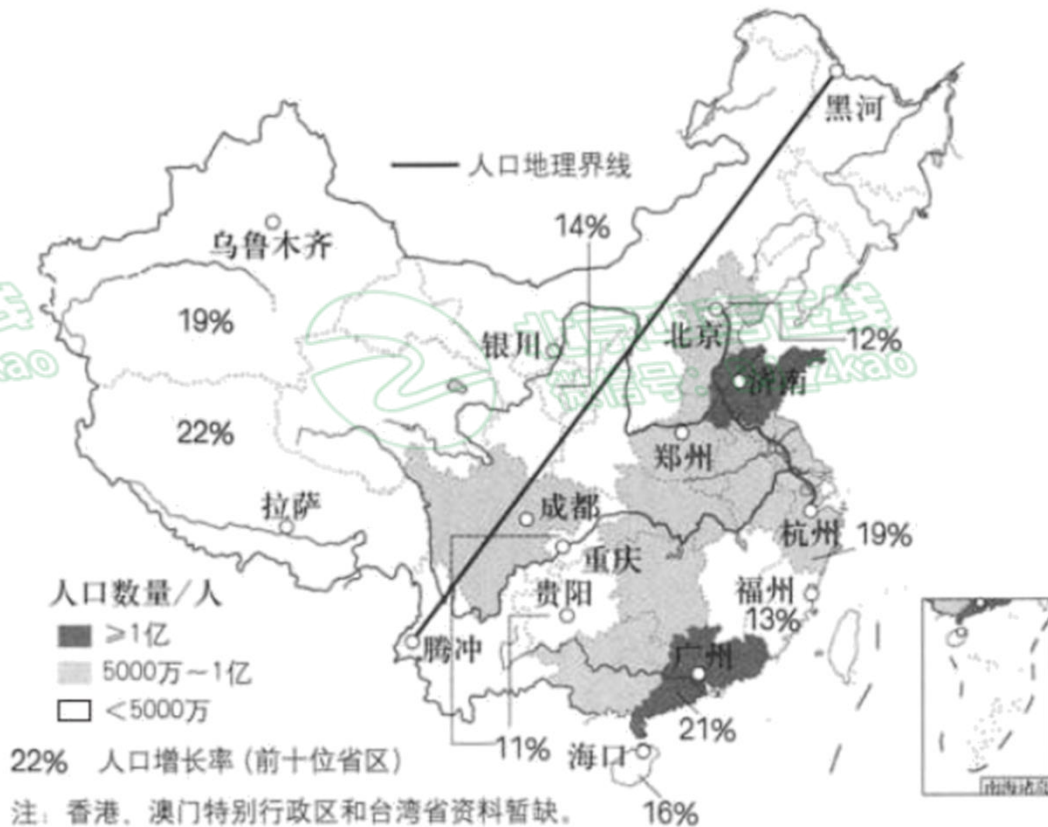 黑河
人口地理界线
14%
乌鲁木齐
19%
银川
北京
12%
济南
22%
郑州
拉萨
成都
杭州
19%
重庆
人口数量/人
贵阳
福州
13%
≥1亿
腾冲
广州
5000万~1亿
<5000万
21%
11%
海口
22% 人口增长率(前十位省区)
16%
南海诸岛
注:香港、澳门特别行政区和台湾省资料暂缺。